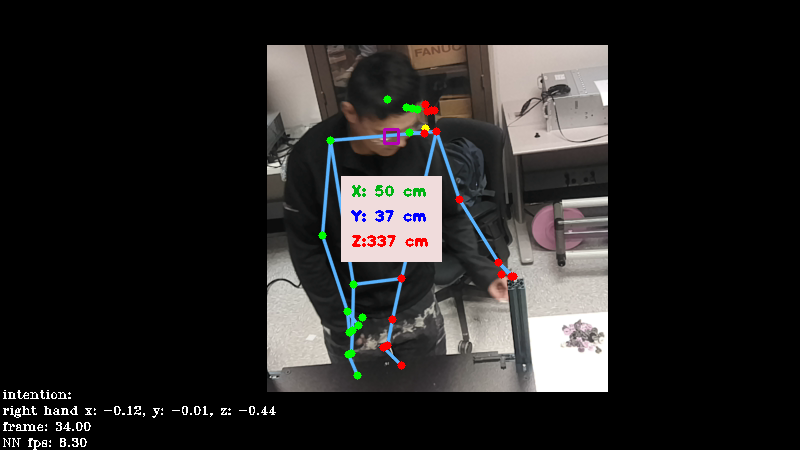 FANUC
X: 50 cm
Y: 37 cm
Z:337 cm
intention:
right hand x: -0.12, y: -0.01, z: -0.44
frame: 34.00
NN fps: 8.30